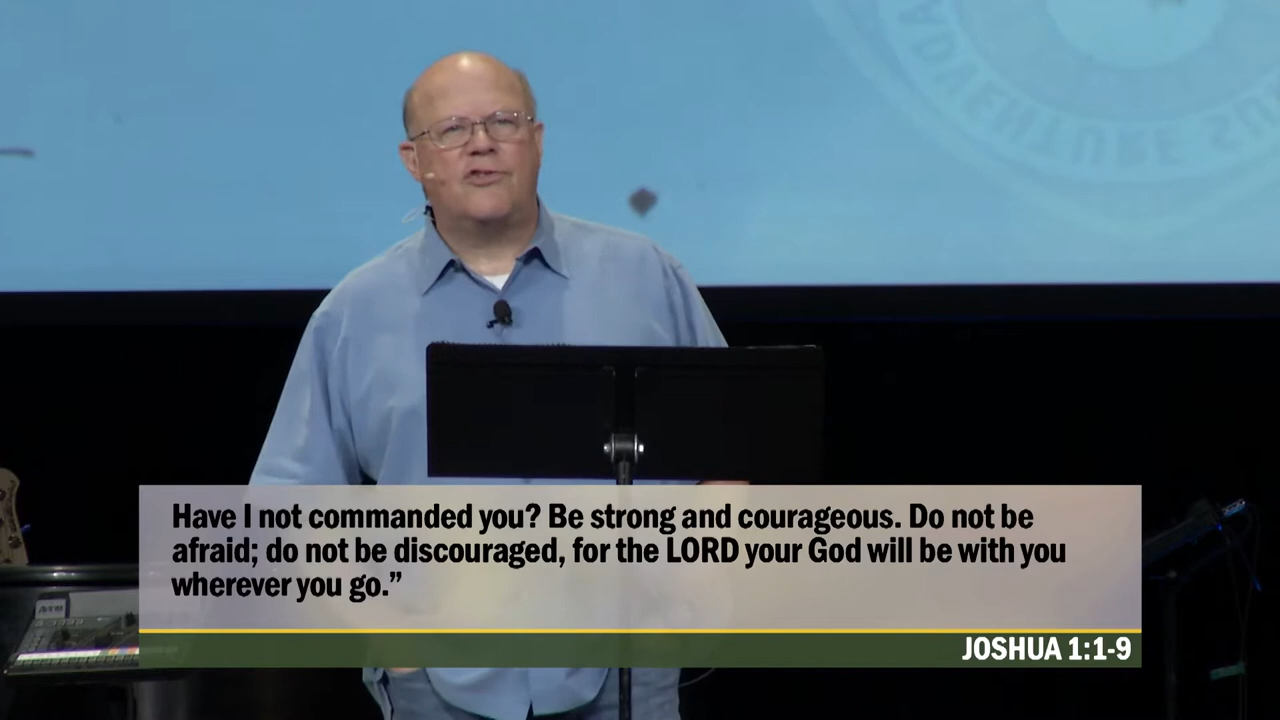 ADVENTURE
Have I not commanded you? Be strong and courageous. Do not be
afraid; do not be discouraged, for the LORD your God will be with you
wherever you go.”
JOSHUA 1:1-9